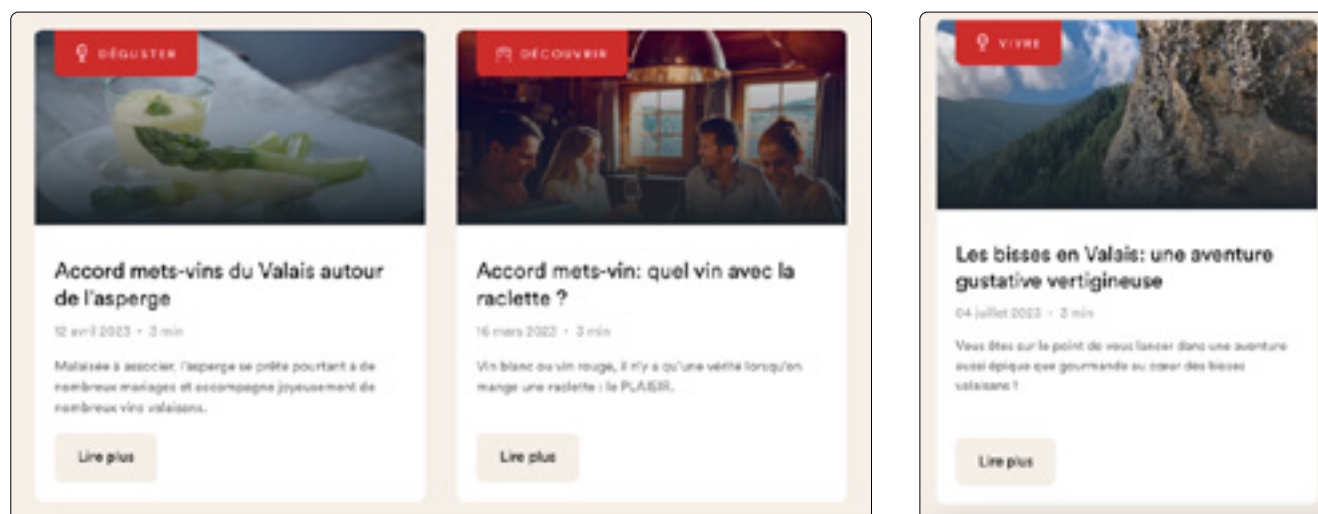 DÉGUSTER
Accord mets-vins du Valais autour
de l'asperge
12 avril 2023 • 3 min
Malaisée à associer, l'asperge se prête pourtant à de
nombreux mariages et accompagne joyeusement de
nombreux vins valaisans.
Lire plus
DÉCOUVRIR
Accord mets-vin: quel vin avec la
raclette ?
16 mars 2023 • 3 min
Vin blanc ou vin rouge, il n'y a qu'une vérité lorsqu'on
mange une raclette : le PLAISIR.
Lire plus
VIVRE
Les bisses en Valais: une aventure
gustative vertigineuse
04 juillet 2023 • 3 min
Vous êtes sur le point de vous lancer dans une aventure
aussi épique que gourmande au cœur des bisses
valaisans !
Lire plus